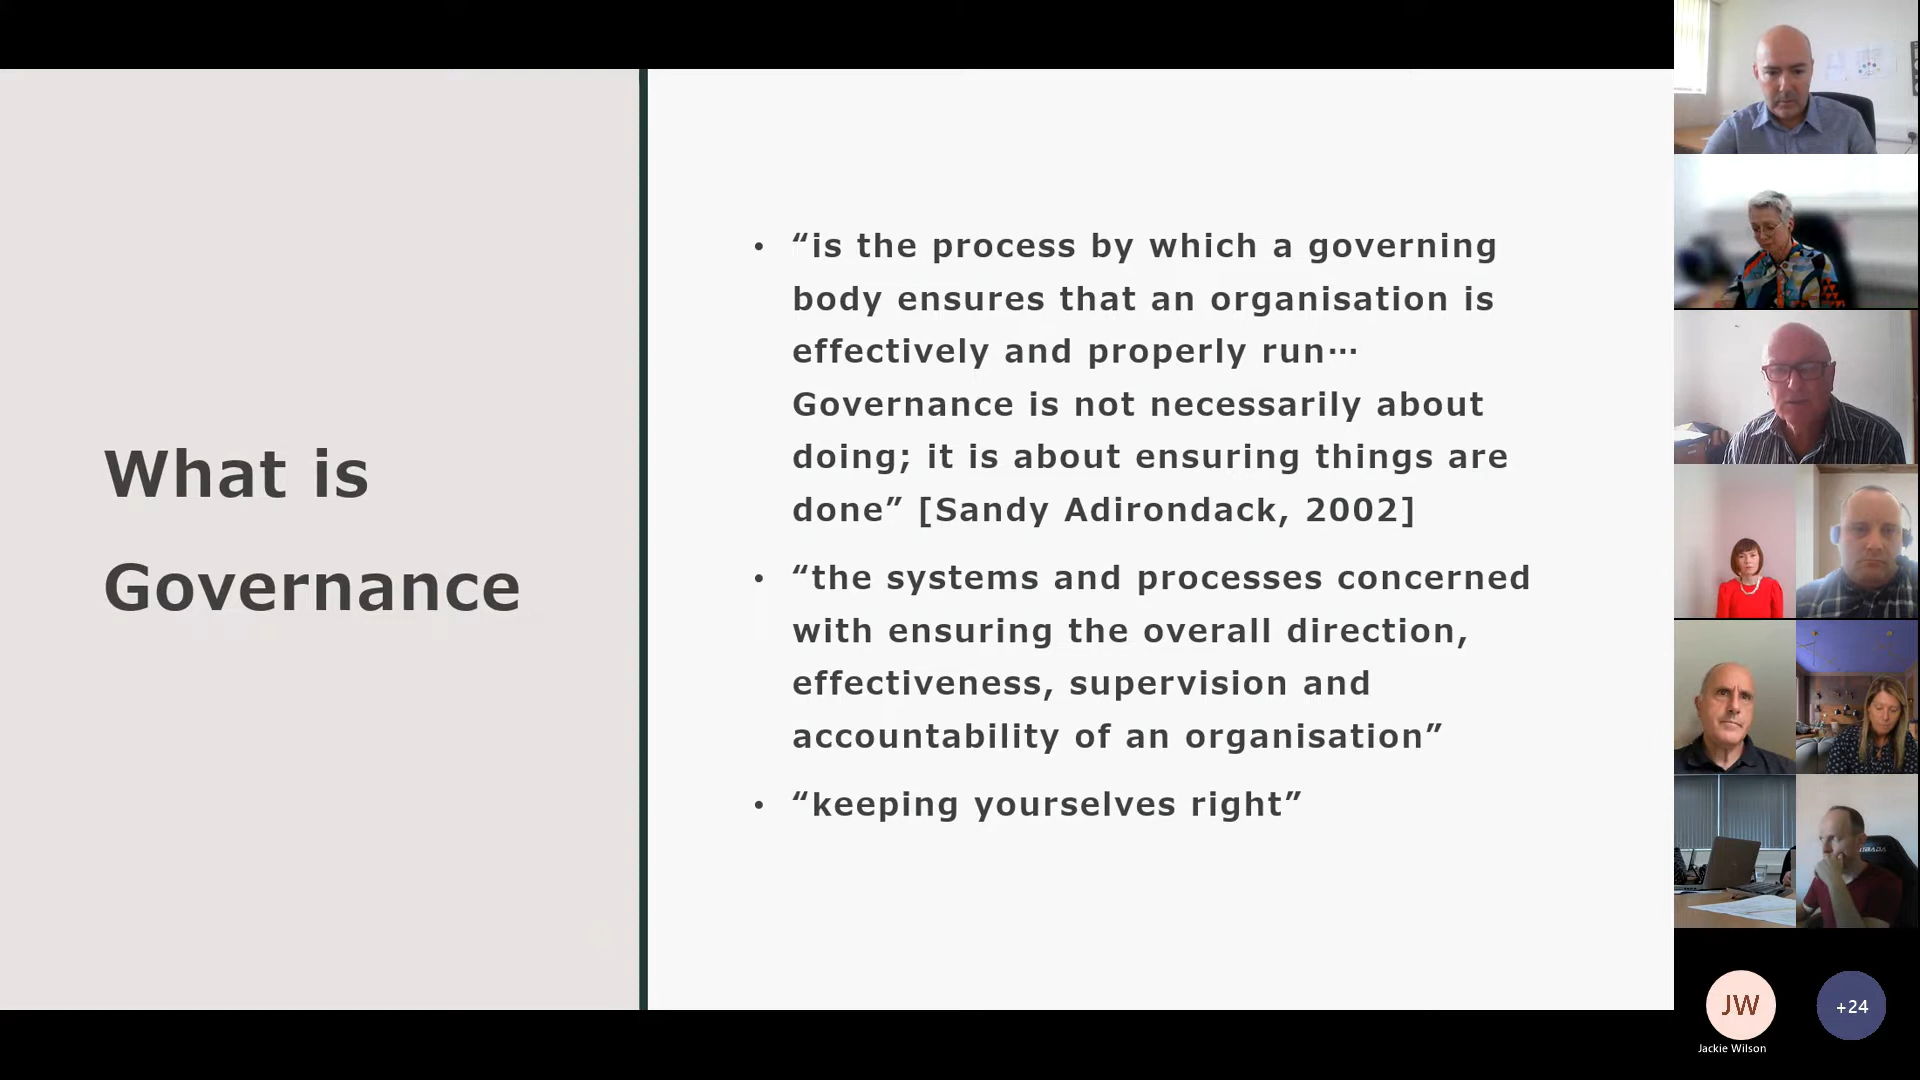 What is
Governance
• “is the process by which a governing
body ensures that an organisation is
effectively and properly run…
Governance is not necessarily about
doing; it is about ensuring things are
done” [Sandy Adirondack, 2002]
• “the systems and processes concerned
with ensuring the overall direction,
effectiveness, supervision and
accountability of an organisation”
• “keeping yourselves right”
JW
Jackie Wilson
+24